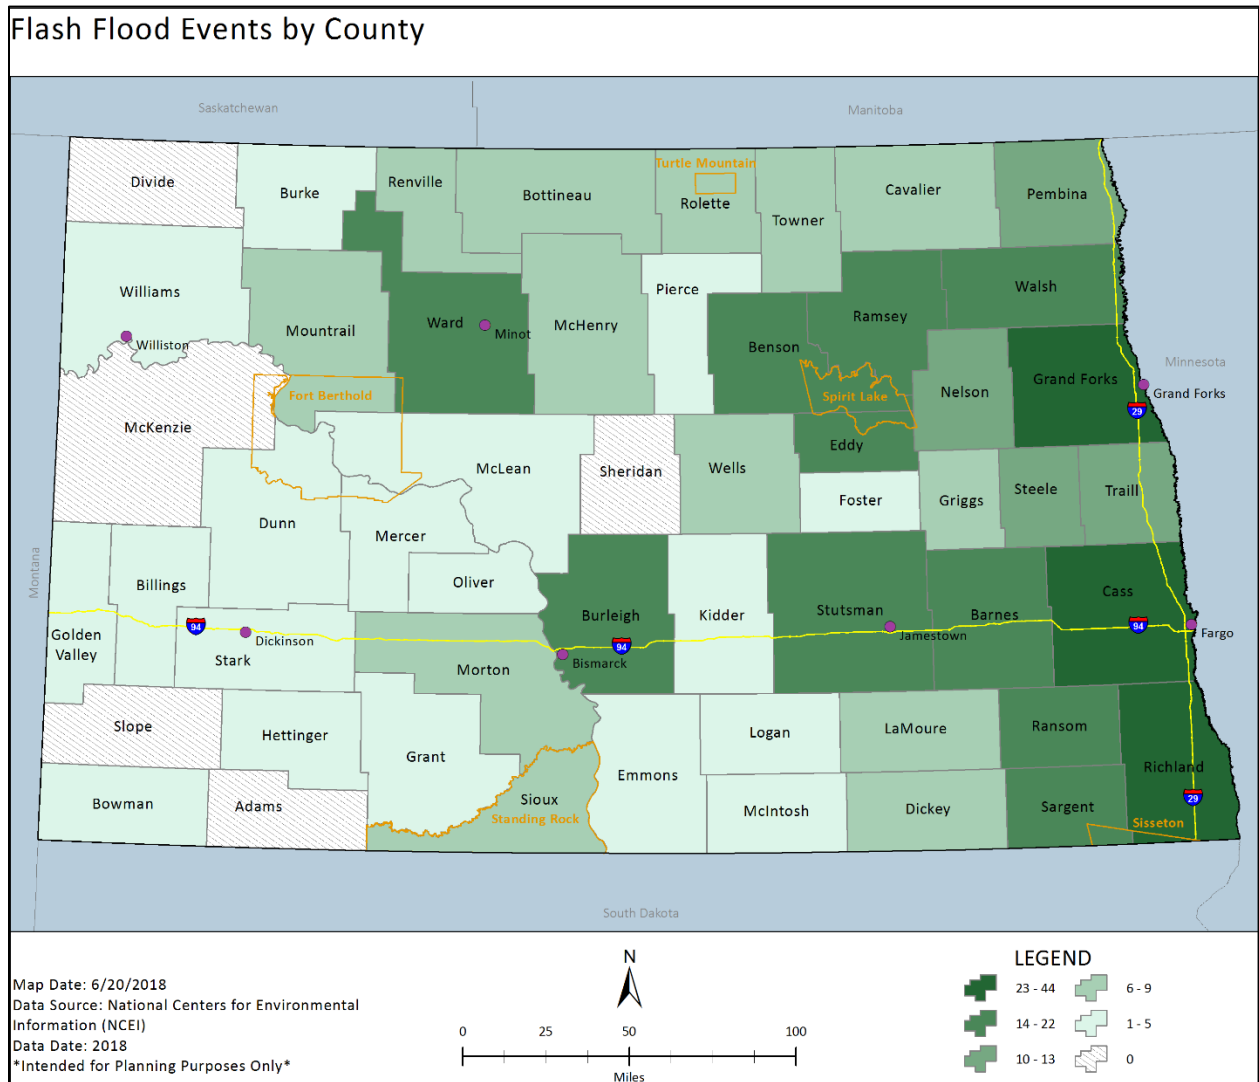 Flash Flood Events by County
Saskatchewan
Manitoba
Divide
Burke
Renville
Bottineau
Turtle Mountain
Rolette
Towner
Cavalier
Pembina
Williams
Williston
Mountrail
Ward
Minot
McHenry
Pierce
Benson
Ramsey
Walsh
Minnesota
McKenzie
Fort Berthold
Spirit Lake
Nelson
Grand Forks
Grand Forks
29
McLean
Sheridan
Wells
Eddy
Foster
Griggs
Steele
Traill
Montana
Dunn
Mercer
Oliver
Billings
Golden
Valley
94
Dickinson
Stark
Burleigh
Kidder
Stutsman
Jamestown
Barnes
Cass
94
Fargo
Morton
Bismarck
94
Slope
Hettinger
Grant
Emmons
Logan
LaMoure
Ransom
Richland
29
Bowman
Adams
Sioux
Standing Rock
McIntosh
Dickey
Sargent
Sisseton
South Dakota
Map Date: 6/20/2018
Data Source: National Centers for Environmental
Information (NCEI)
Data Date: 2018
*Intended for Planning Purposes Only*
N
0 25 50 100
Miles
LEGEND
23 - 44 6 - 9
14 - 22 1 - 5
10 - 13 0